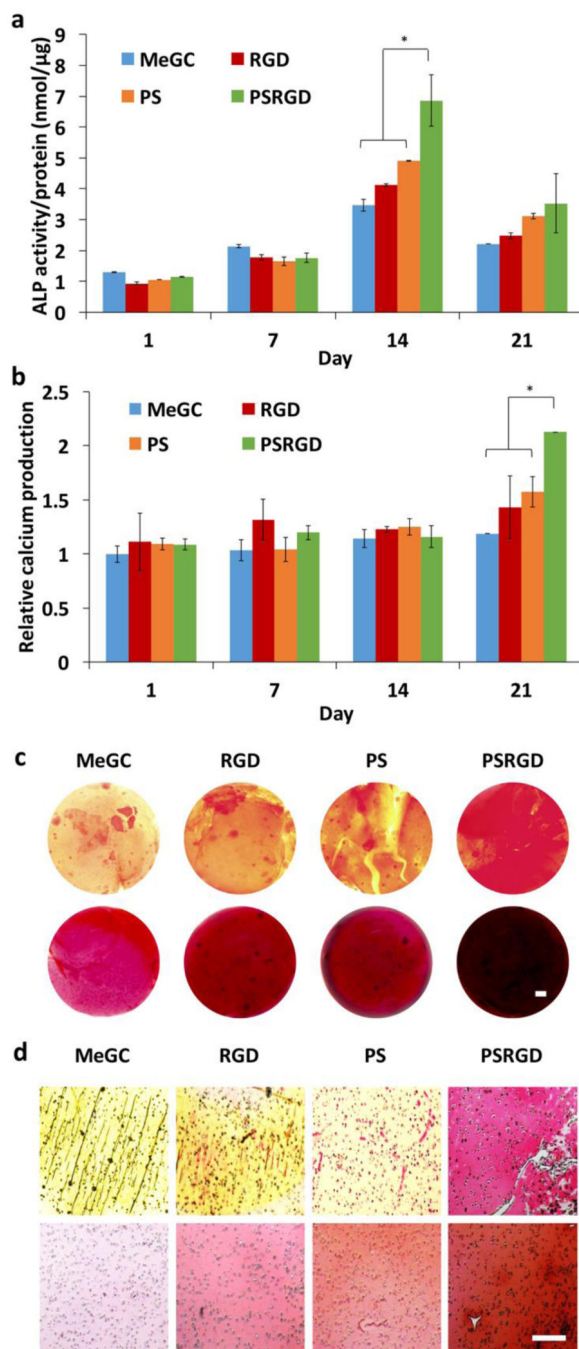 a
ALP activity/protein (nmol/µg)
9
8
7
6
5
4
3
2
1
0
MeGC RGD
PS PSRGD
*
1 7 14 21
Day
b
Relative calcium production
2.5
2
1.5
1
0.5
0
MeGC RGD
PS PSRGD
*
1 7 14 21
Day
c
MeGC RGD PS PSRGD
d
MeGC RGD PS PSRGD